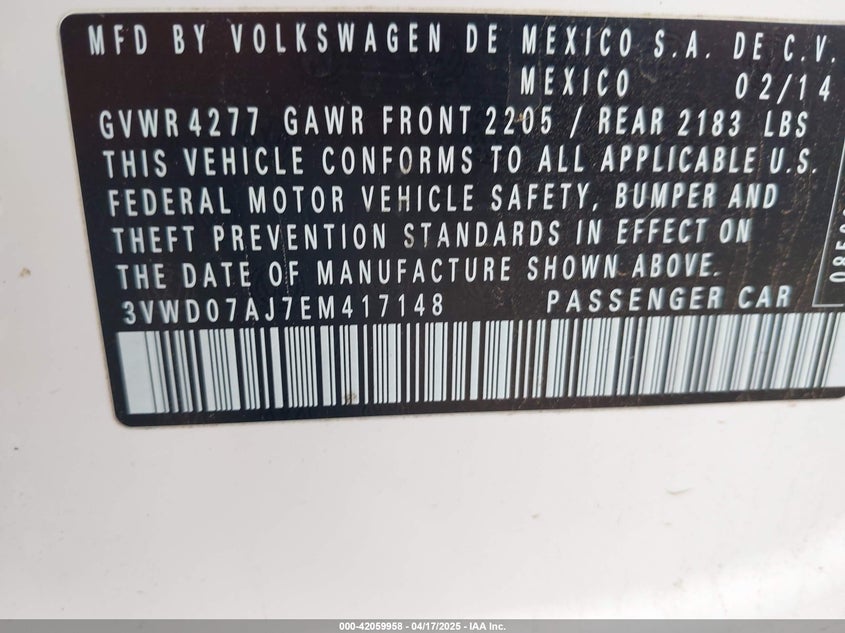 MFD BY VOLKSWAGEN DE MEXICO S.A. DE C.V.
MEXICO 02/14
GVWR 4277 GAWR FRONT 2205 / REAR 2183 LBS
THIS VEHICLE CONFORMS TO ALL APPLICABLE U.S.
FEDERAL MOTOR VEHICLE SAFETY, BUMPER AND
THEFT PREVENTION STANDARDS IN EFFECT ON
THE DATE OF MANUFACTURE SHOWN ABOVE.
3VWD07AJ7EM417148 PASSENGER CAR
000-42059958 - 04/17/2025 - IAA Inc.